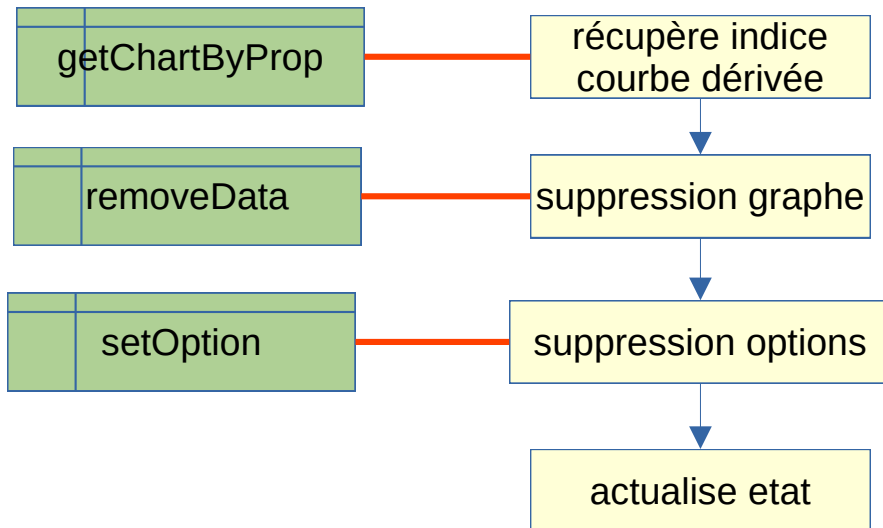 getChartByProp
récupère indice
courbe dérivée
removeData
suppression graphe
setOption
suppression options
actualise etat